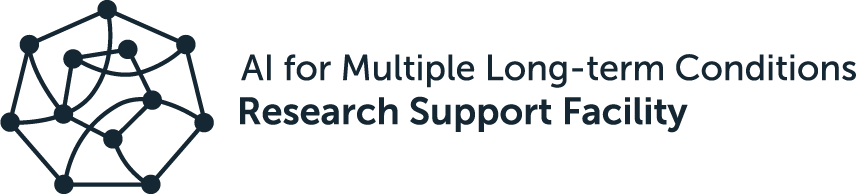 AI for Multiple Long-term Conditions
Research Support Facility